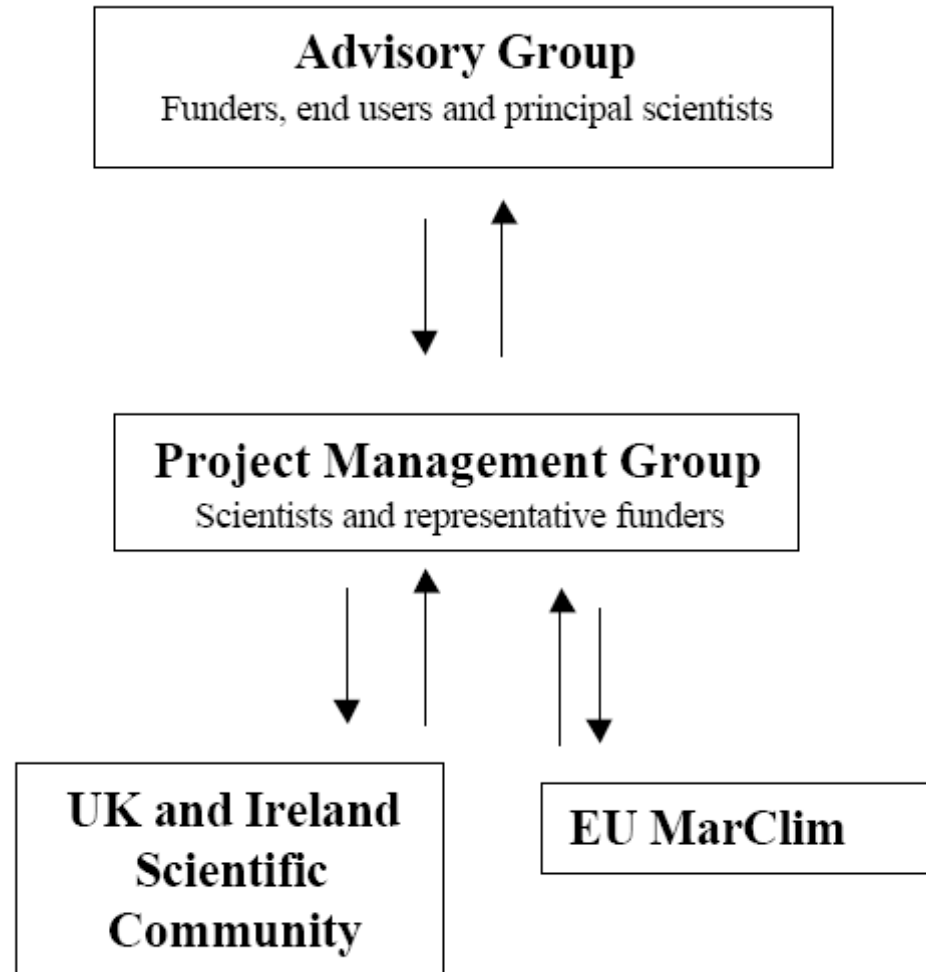 Advisory Group
Funders, end users and principal scientists
Project Management Group
Scientists and representative funders
UK and Ireland
Scientific
Community
EU MarClim